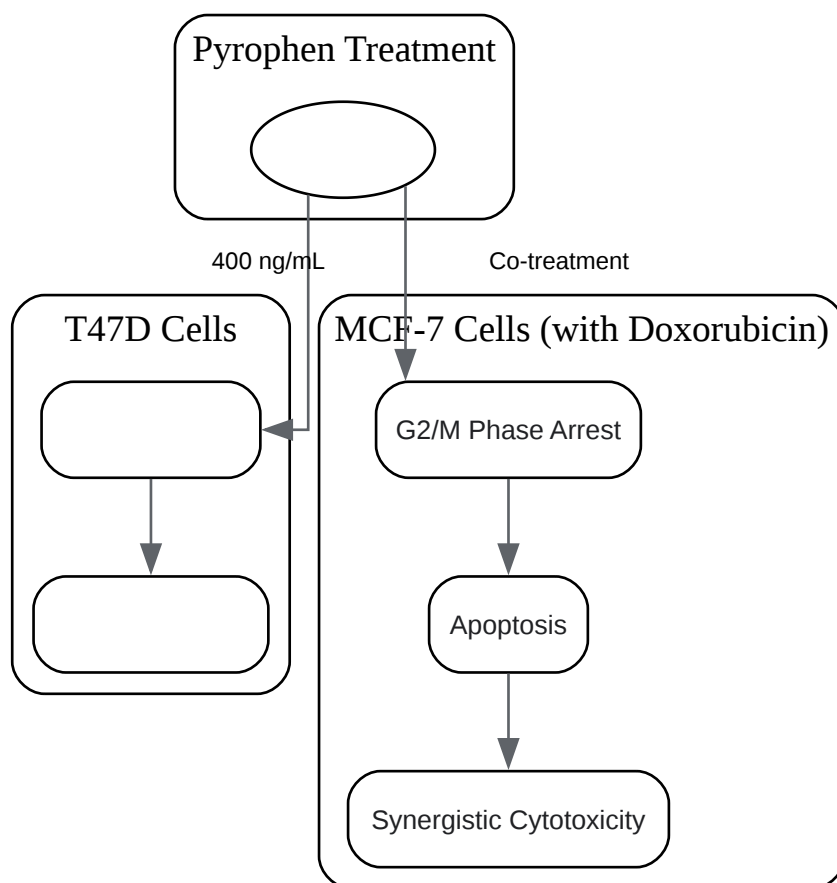 Pyrophen Treatment
400 ng/mL
Co-treatment
T47D Cells
MCF-7 Cells (with Doxorubicin)
G2/M Phase Arrest
Apoptosis
Synergistic Cytotoxicity